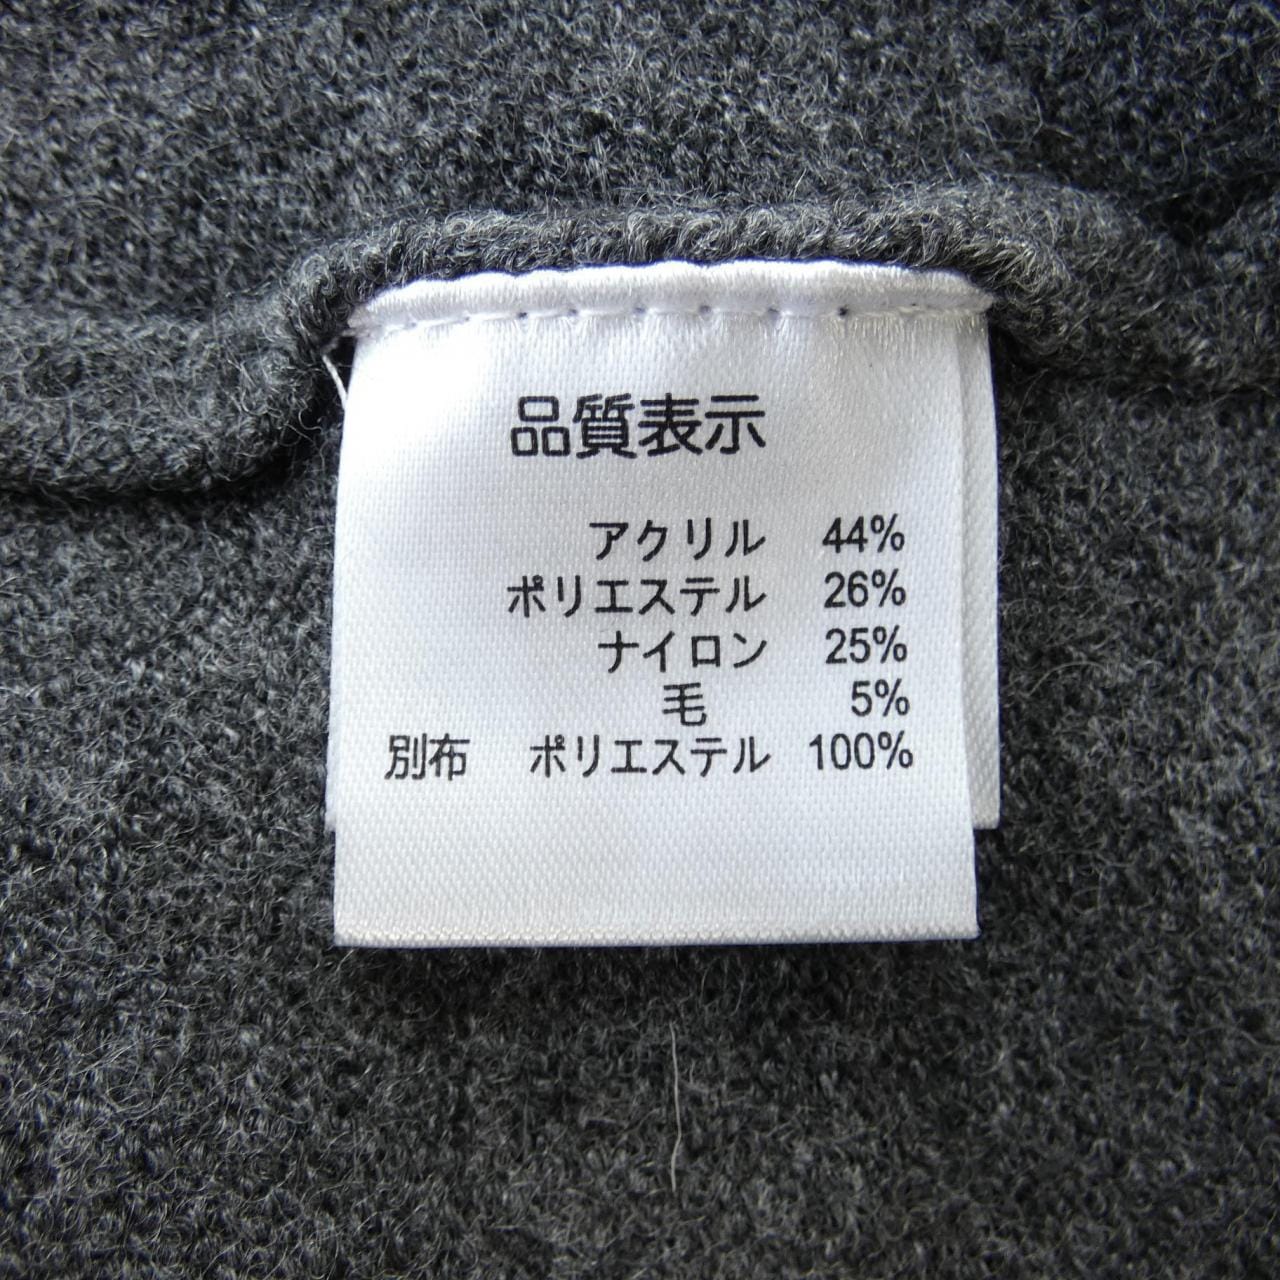 品質表示
アクリル 44%
ポリエステル 26%
ナイロン 25%
毛 5%
別布 ポリエステル 100%